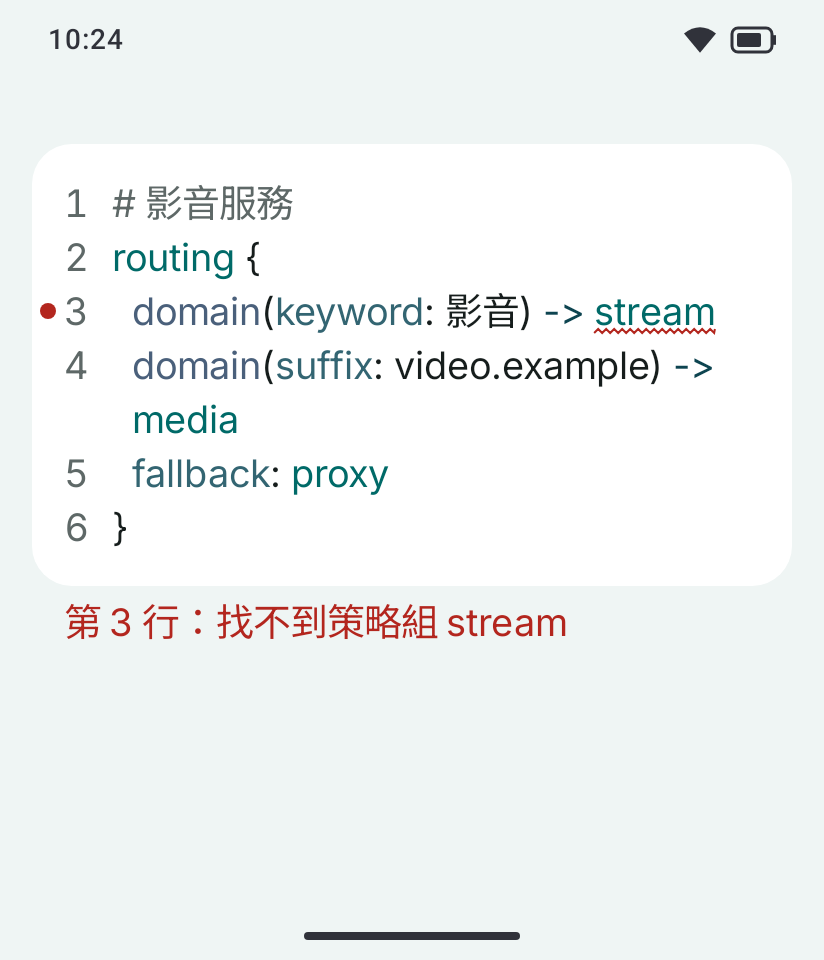 10:24
1 # 影音服務
2 routing {
3 domain(keyword: 影音) -> stream
4 domain(suffix: video.example) ->
media
5 fallback: proxy
6 }
第 3 行：找不到策略組 stream